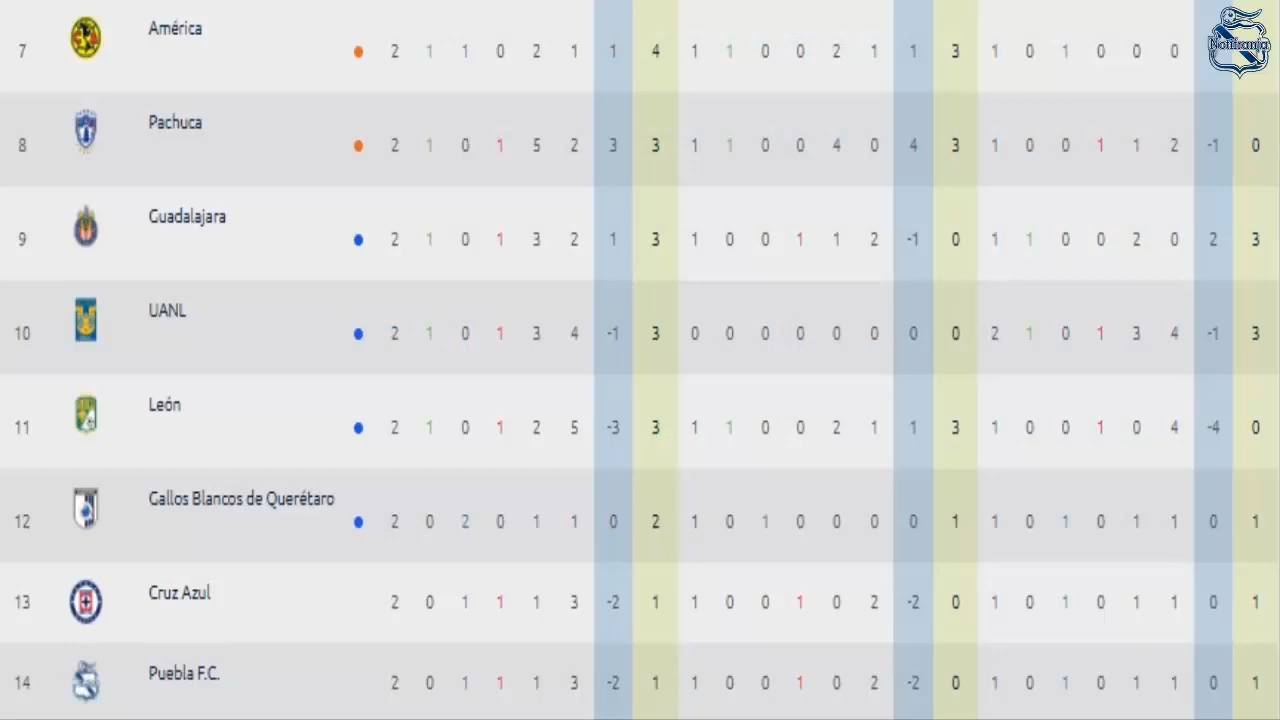 Notifranja
7 América 2 1 1 0 2 1 1 4 1 1 0 0 2 1 1 3 1 0 1 0 0 0
8 Pachuca 2 1 0 1 5 2 3 3 1 1 0 0 4 0 4 3 1 0 0 1 1 2 -1 0
9 Guadalajara 2 1 0 1 3 2 1 3 1 0 0 1 1 2 -1 0 1 1 0 0 2 0 2 3
10 UANL 2 1 0 1 3 4 -1 3 0 0 0 0 0 0 0 0 2 1 0 1 3 4 -1 3
11 León 2 1 0 1 2 5 -3 3 1 1 0 0 2 1 1 3 1 0 0 1 0 4 -4 0
12 Gallos Blancos de Querétaro 2 0 2 0 1 1 0 2 1 0 1 0 0 0 0 1 1 0 1 0 1 1 0 1
13 Cruz Azul 2 0 1 1 1 3 -2 1 1 0 0 1 0 2 -2 0 1 0 1 0 1 1 0 1
14 Puebla F.C. 2 0 1 1 1 3 -2 1 1 0 0 1 0 2 -2 0 1 0 1 0 1 1 0 1